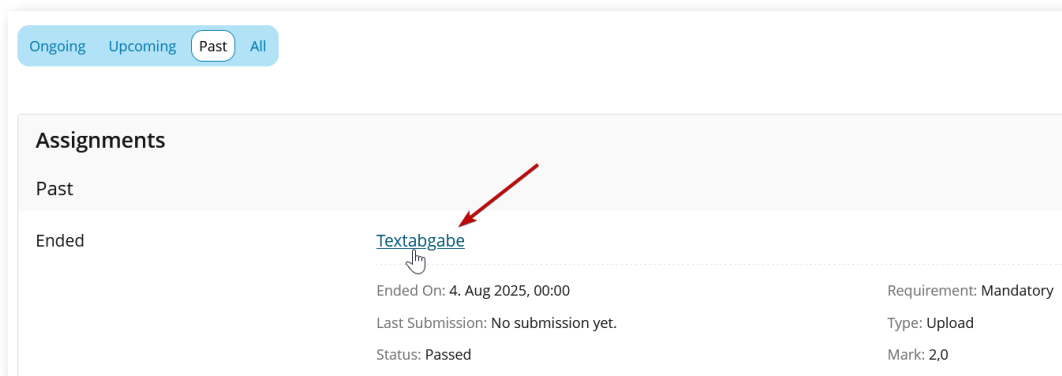 Ongoing Upcoming Past All
Assignments
Past
Ended Textabgabe
Ended On: 4. Aug 2025, 00:00 Requirement: Mandatory
Last Submission: No submission yet. Type: Upload
Status: Passed Mark: 2,0